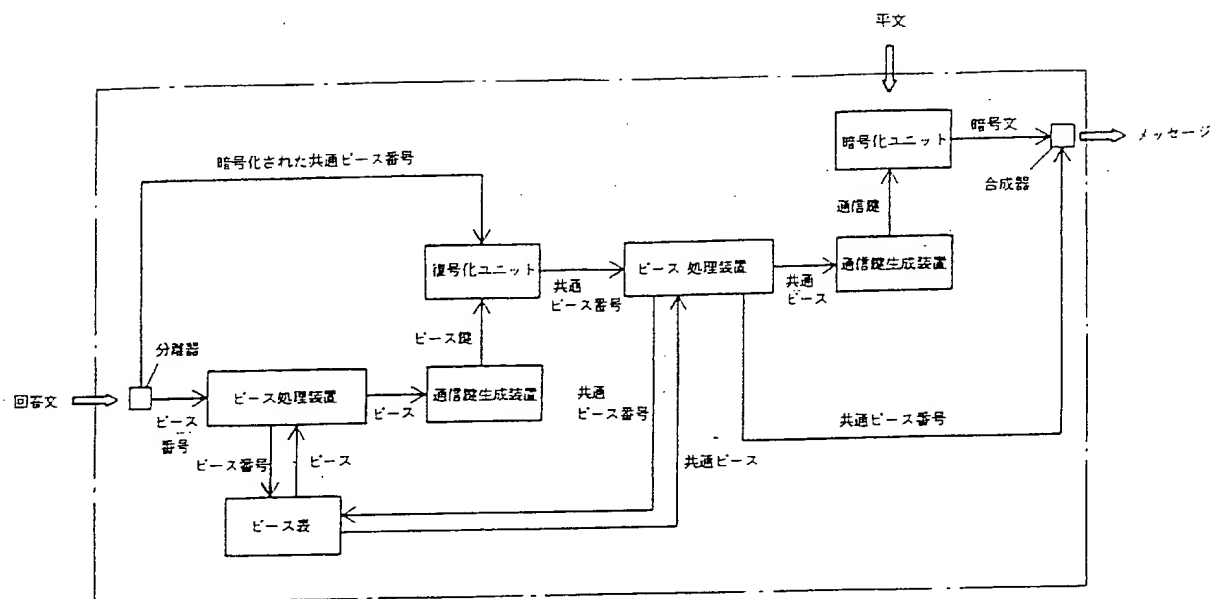 平文
暗号化ユニット
暗号文
メッセージ
合成器
暗号化された共通ピース番号
通信鍵
復号化ユニット
共通
ピース番号
ピース 処理装置
共通
ピース
通信鍵生成装置
ピース鍵
分離器
回答文
ピース
番号
ピース処理装置
ピース
通信鍵生成装置
共通
ピース番号
共通ピース番号
ピース番号
ピース
共通ピース
ピース表